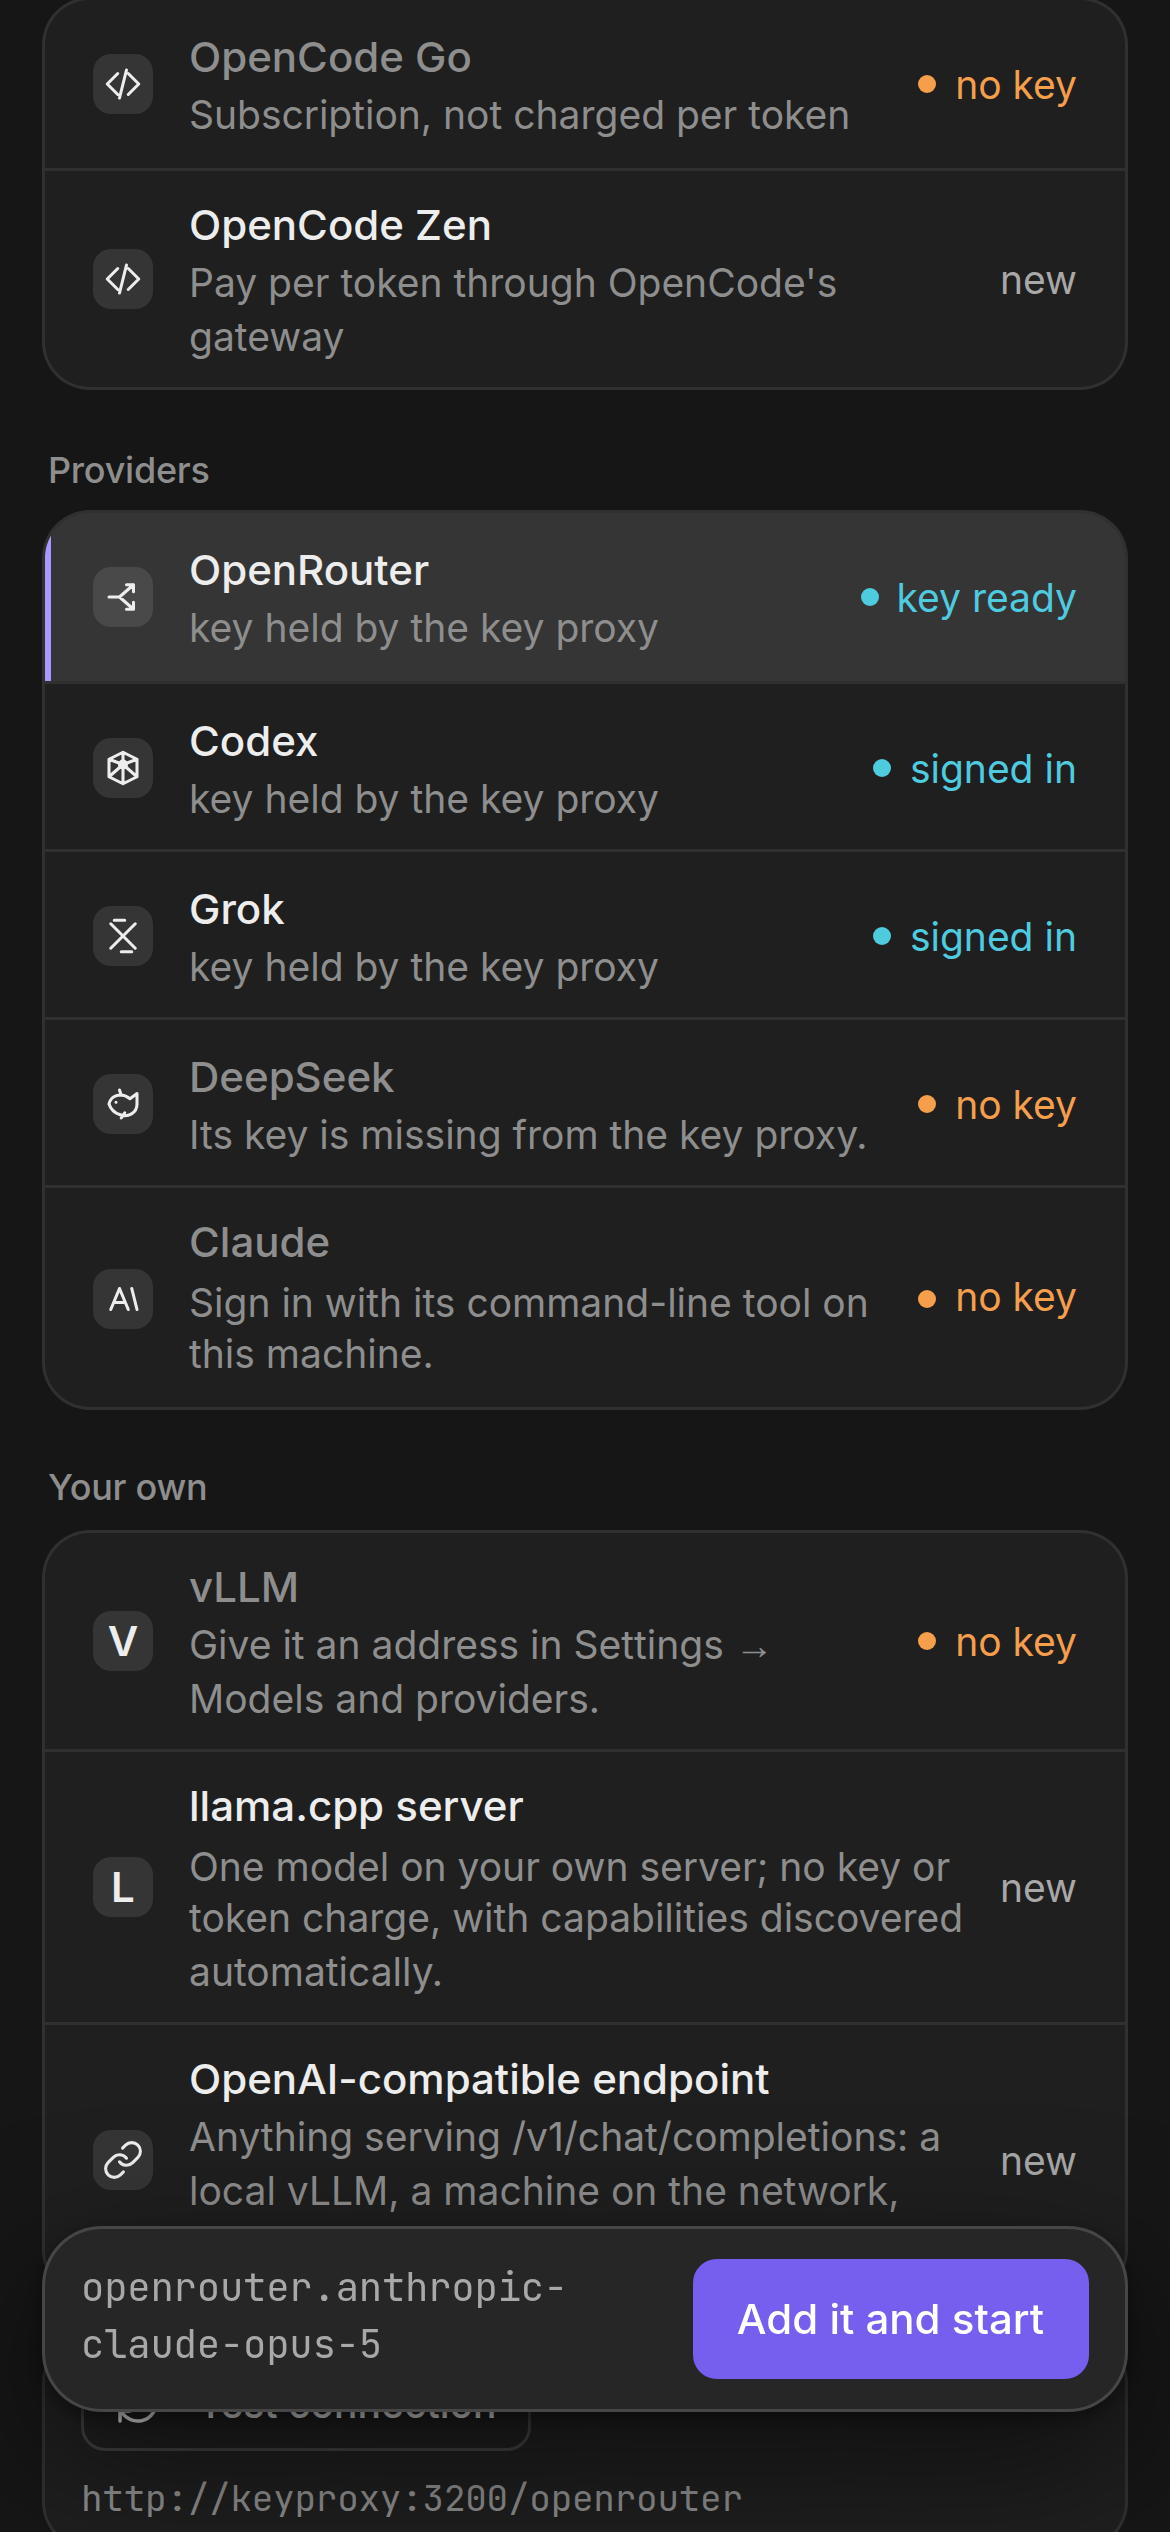 OpenCode Go
Subscription, not charged per token
no key
OpenCode Zen
Pay per token through OpenCode's
gateway
new
Providers
OpenRouter
key held by the key proxy
key ready
Codex
key held by the key proxy
signed in
Grok
key held by the key proxy
signed in
DeepSeek
Its key is missing from the key proxy.
no key
Claude
Sign in with its command-line tool on
this machine.
no key
Your own
vLLM
Give it an address in Settings →
Models and providers.
no key
V
llama.cpp server
One model on your own server; no key or
token charge, with capabilities discovered
automatically.
new
L
OpenAI-compatible endpoint
Anything serving /v1/chat/completions: a
local vLLM, a machine on the network,
new
openrouter.anthropic-
claude-opus-5
Add it and start
Test connection
http://keyproxy:3200/openrouter